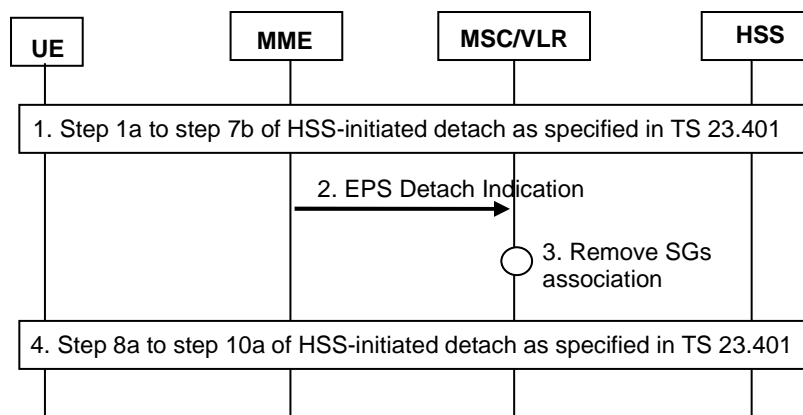 UE
MME
MSC/VLR
HSS
1. Step 1a to step 7b of HSS-initiated detach as specified in TS 23.401
2. EPS Detach Indication
3. Remove SGs
association
4. Step 8a to step 10a of HSS-initiated detach as specified in TS 23.401